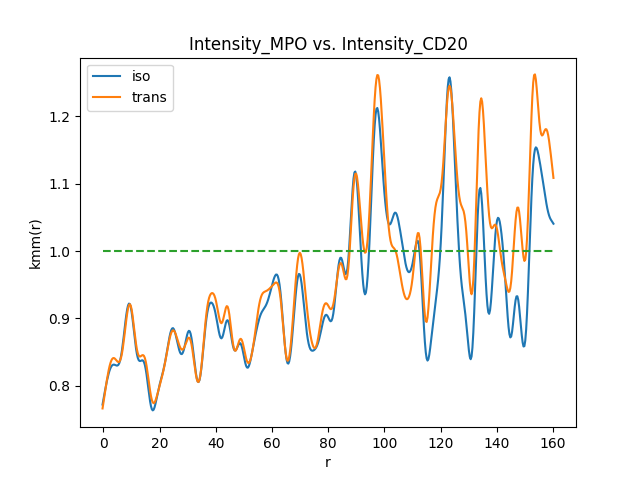 Intensity_MPO vs. Intensity_CD20
iso
trans
kmm(r)
1.2
1.1
1.0
0.9
0.8
0 20 40 60 80 100 120 140 160
r